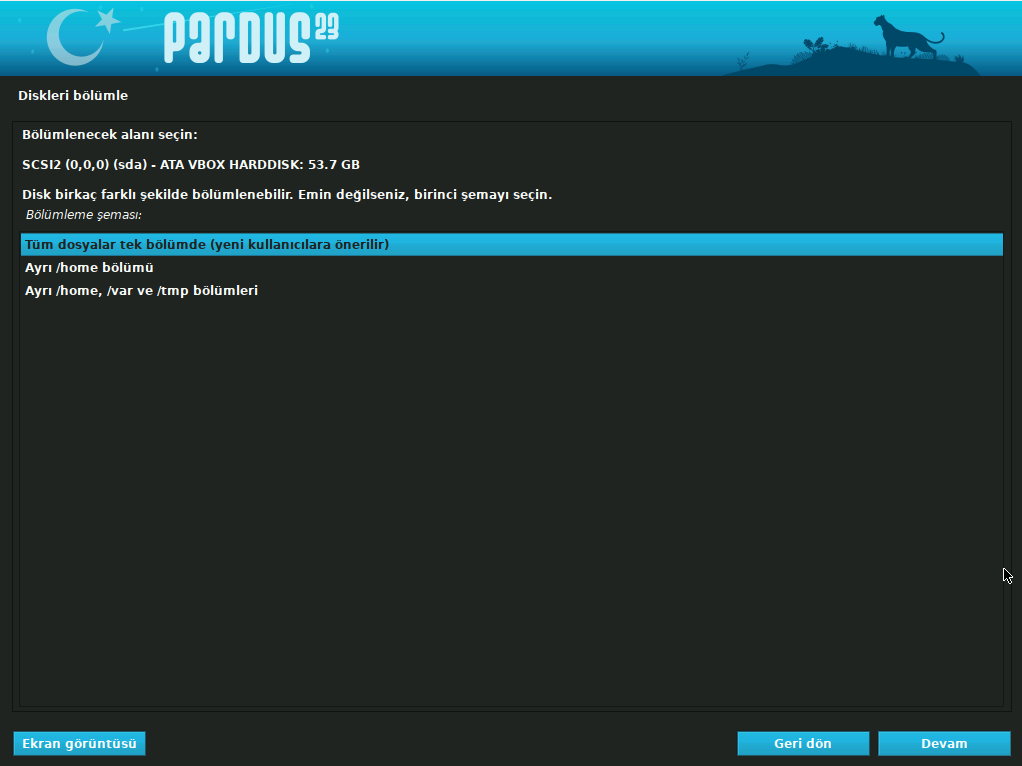 PARDUS 23
Diskleri bölümle
Bölümlenecek alanı seçin:
SCSI2 (0,0,0) (sda) - ATA VBOX HARDDISK: 53.7 GB
Disk birkaç farklı şekilde bölümlenebilir. Emin değilseniz, birinci şemayı seçin.
Bölümleme şeması:
Tüm dosyalar tek bölümde (yeni kullanıcılara önerilir)
Ayrı /home bölümü
Ayrı /home, /var ve /tmp bölümleri
Ekran görüntüsü
Geri dön
Devam